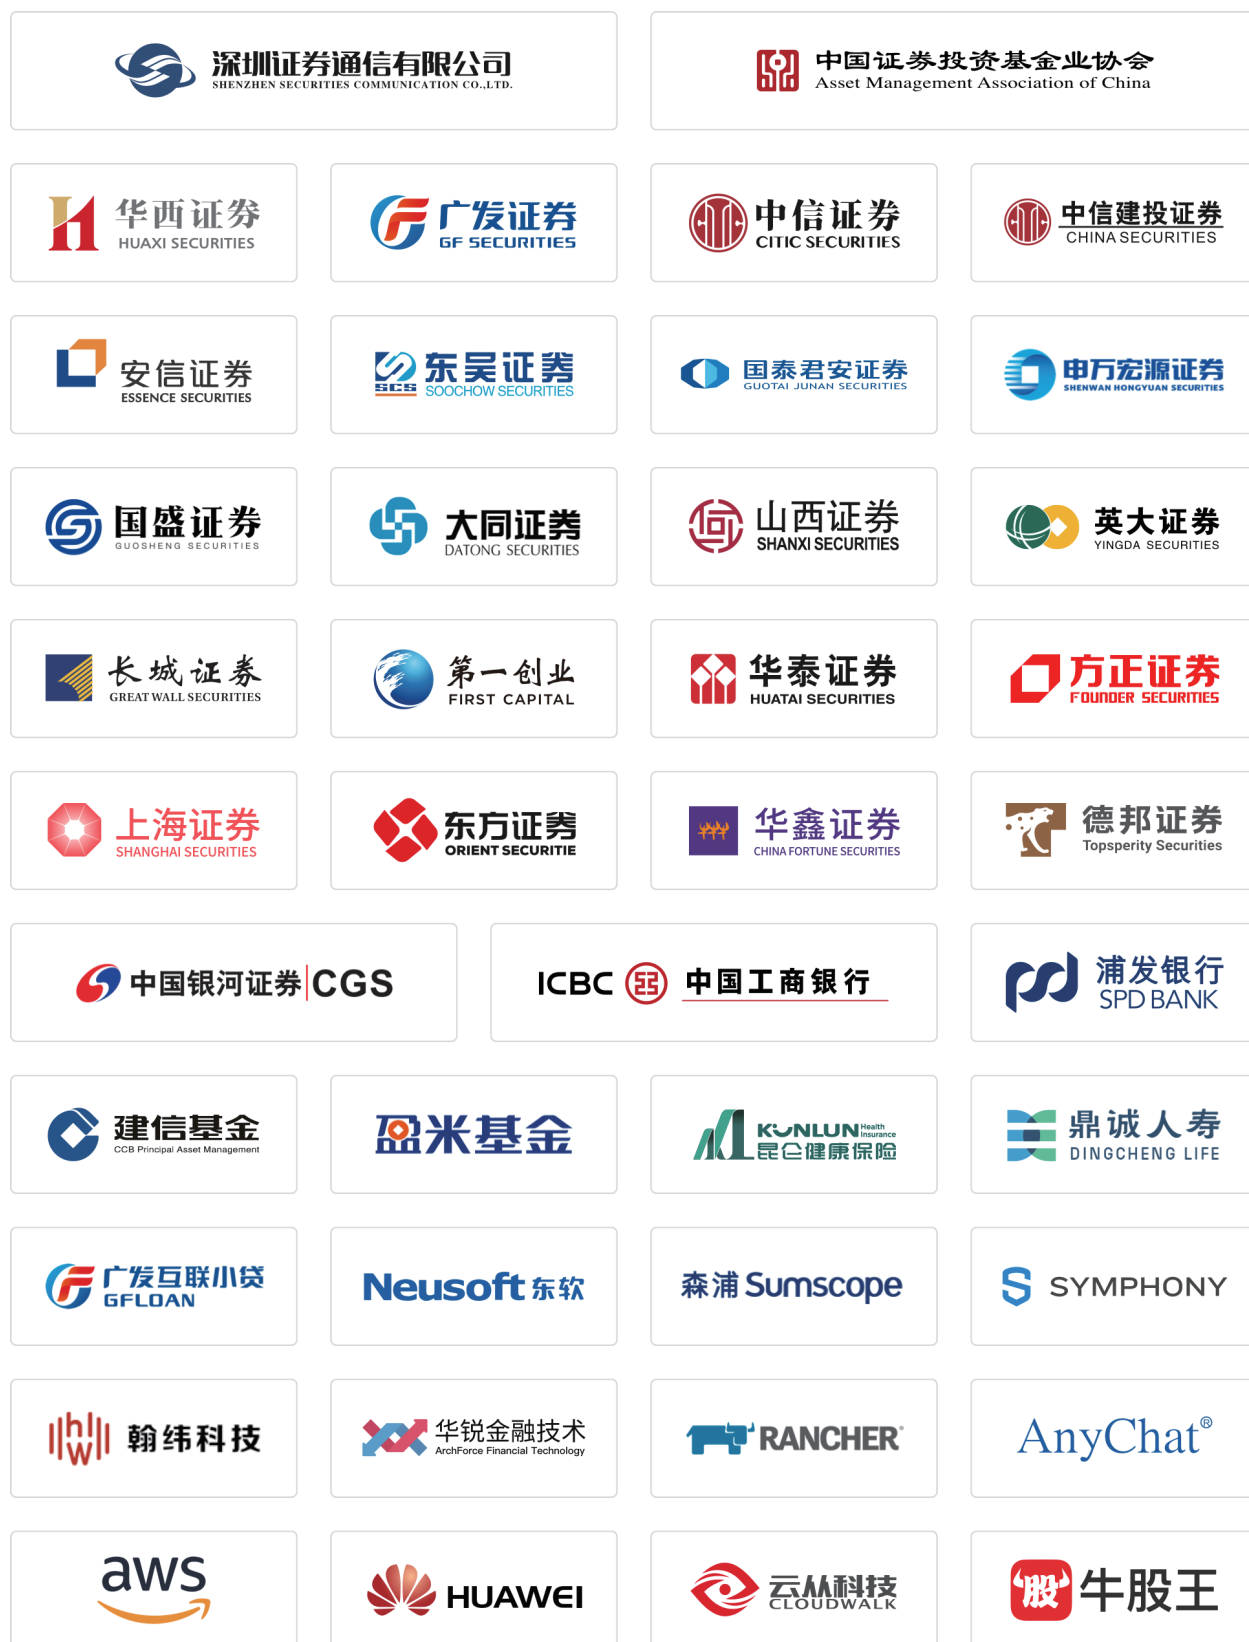 深圳证券通信有限公司
SHENZHEN SECURITIES COMMUNICATION CO.,LTD.
中国证券投资基金业协会
Asset Management Association of China
华西证券
HUAXI SECURITIES
广发证券
GF SECURITIES
中信证券
CITIC SECURITIES
中信建投证券
CHINA SECURITIES
安信证券
ESSENCE SECURITIES
SCS
东吴证券
SOOCHOW SECURITIES
国泰君安证券
GUOTAI JUNAN SECURITIES
申万宏源证券
SHENWAN HONGYUAN SECURITIES
国盛证券
GUOSHENG SECURITIES
大同证券
DATONG SECURITIES
山西证券
SHANXI SECURITIES
英大证券
YINGDA SECURITIES
长城证券
GREAT WALL SECURITIES
第一创业
FIRST CAPITAL
华泰证券
HUATAI SECURITIES
方正证券
FOUNDER SECURITIES
上海证券
SHANGHAI SECURITIES
东方证券
ORIENT SECURITIE
华鑫证券
CHINA FORTUNE SECURITIES
德邦证券
Topsperity Securities
中国银河证券|CGS
ICBC 中国工商银行
浦发银行
SPD BANK
建信基金
CCB Principal Asset Management
盈米基金
KUNLUN Health Insurance
昆仑健康保险
鼎诚人寿
DINGCHENG LIFE
广发互联小贷
GFLOAN
Neusoft 东软
森浦 Sumscope
SYMPHONY
翰纬科技
华锐金融技术
ArchForce Financial Technology
RANCHER®
AnyChat®
aws
HUAWEI
云从科技
CLOUDWALK
股 牛股王